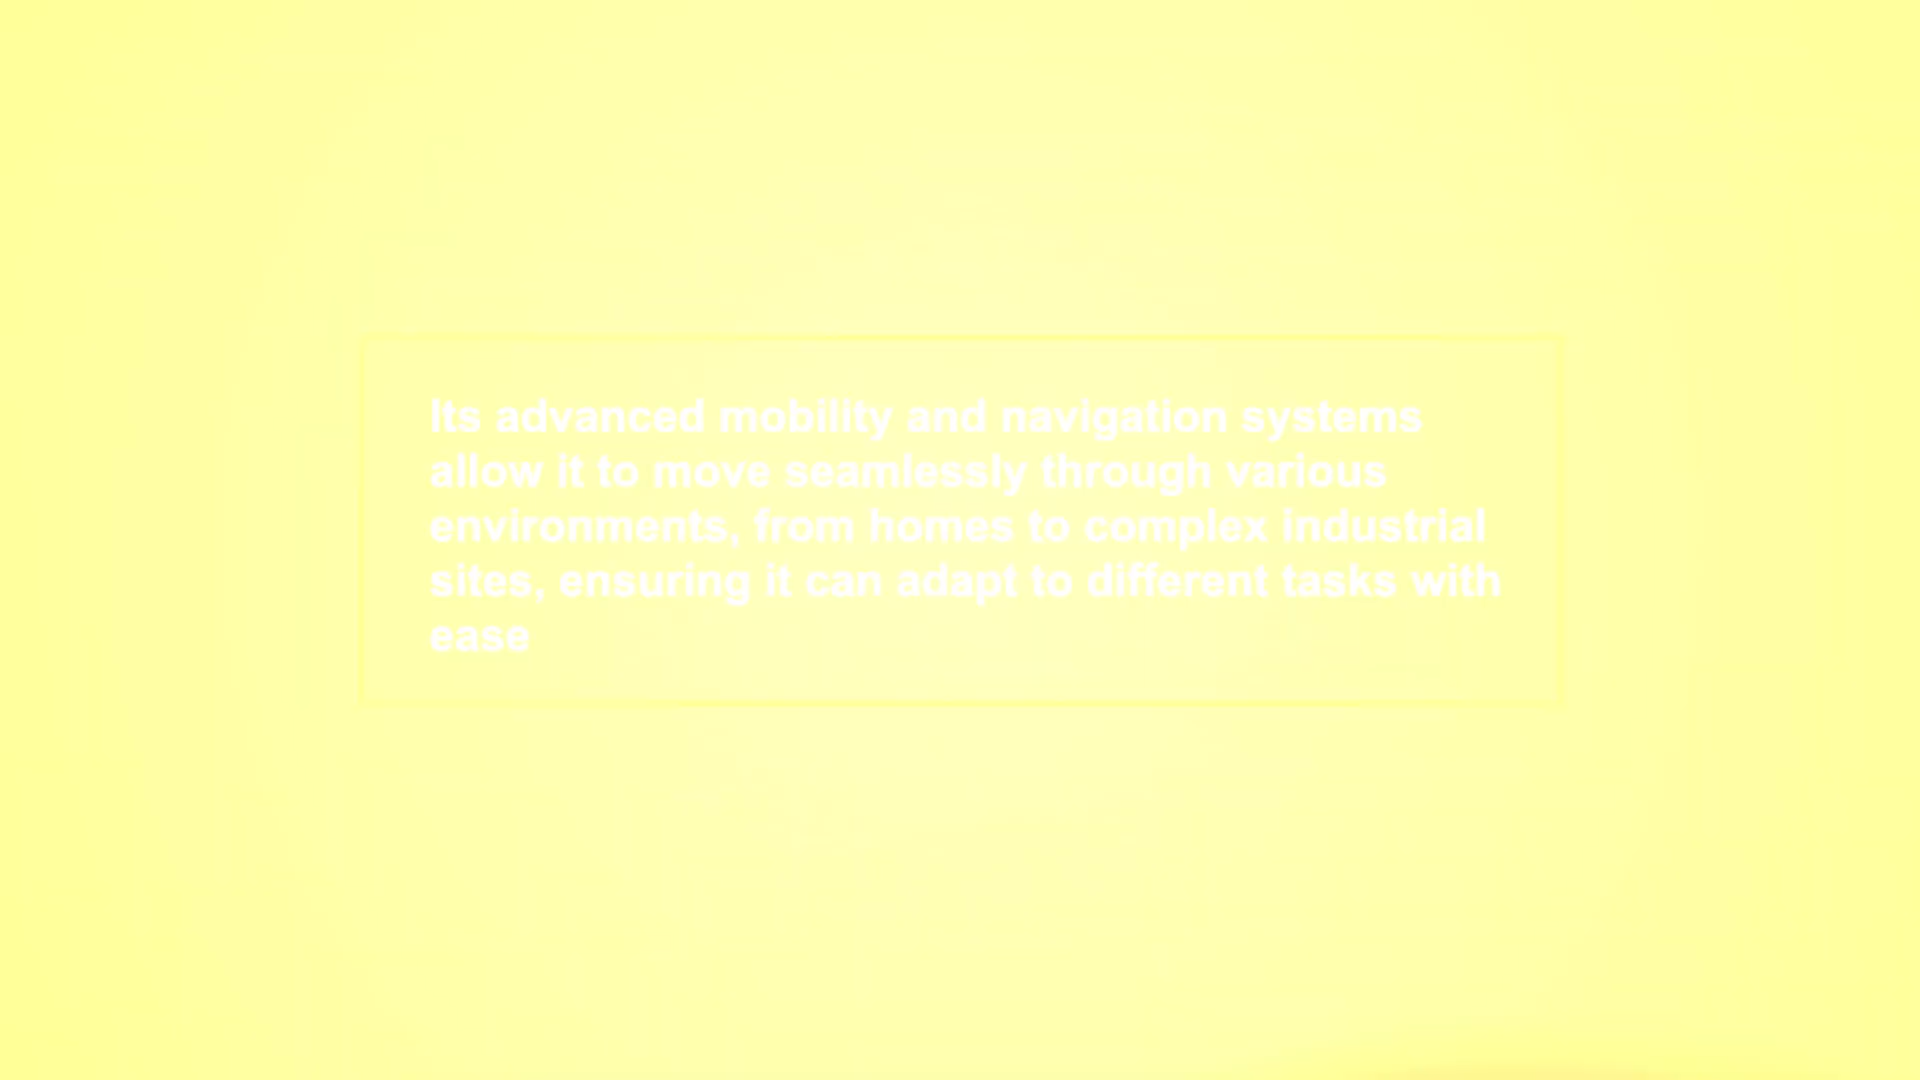 Its advanced mobility and navigation systems
allow it to move seamlessly through various
environments, from homes to complex industrial
sites, ensuring it can adapt to different tasks with
ease